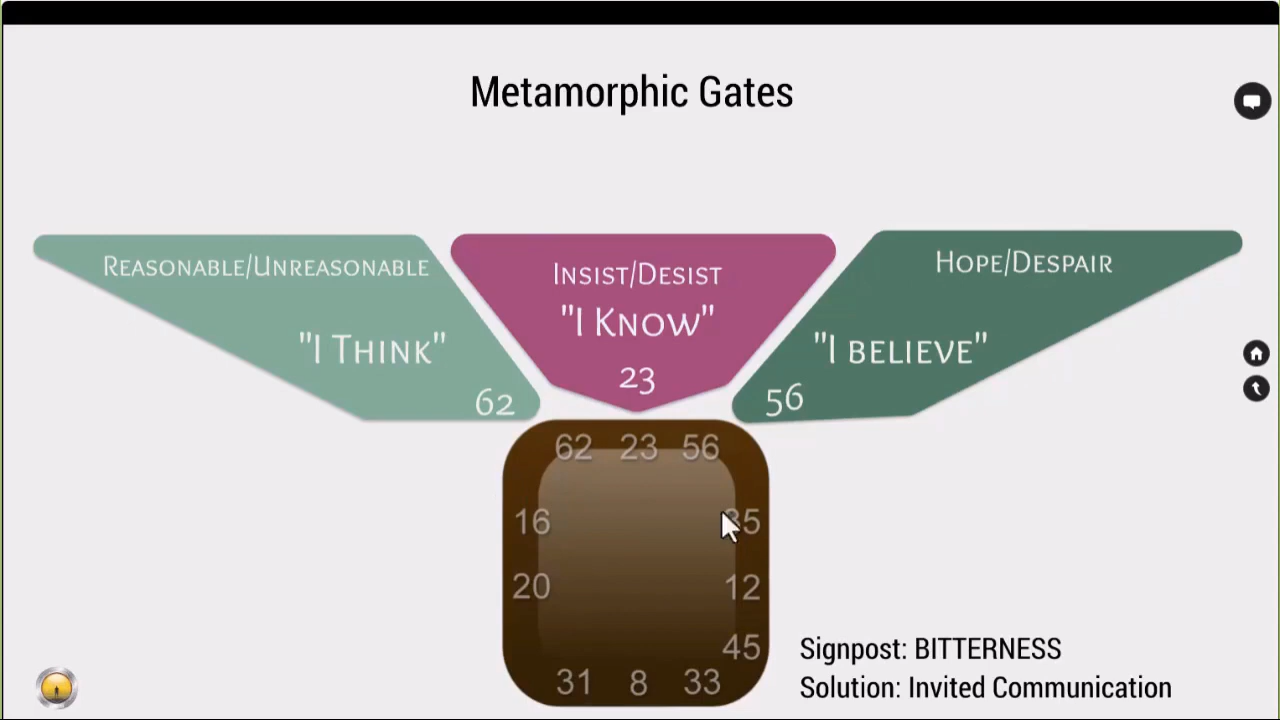 Metamorphic Gates
Reasonable/Unreasonable
Insist/Desist
Hope/Despair
"I Think"
"I Know"
"I believe"
62
23
56
62 23 56
16
35
20
12
45
31 8 33
Signpost: BITTERNESS
Solution: Invited Communication